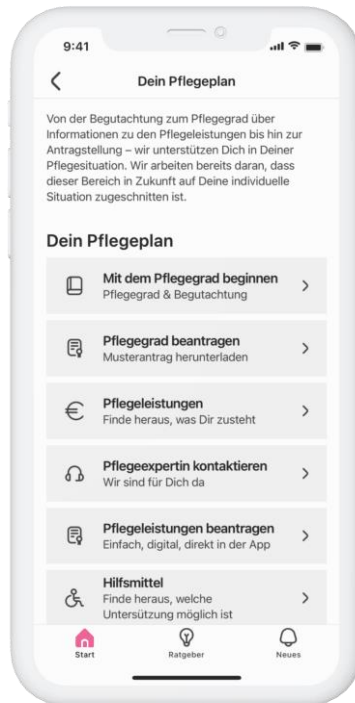 9:41
Dein Pflegeplan
Von der Begutachtung zum Pflegegrad über
Informationen zu den Pflegeleistungen bis hin zur
Antragstellung – wir unterstützen Dich in Deiner
Pflegesituation. Wir arbeiten bereits daran, dass
dieser Bereich in Zukunft auf Deine individuelle
Situation zugeschnitten ist.
Dein Pflegeplan
Mit dem Pflegegrad beginnen
Pflegegrad & Begutachtung
Pflegegrad beantragen
Musterantrag herunterladen
Pflegeleistungen
Finde heraus, was Dir zusteht
Pflegeexpertin kontaktieren
Wir sind für Dich da
Pflegeleistungen beantragen
Einfach, digital, direkt in der App
Hilfsmittel
Finde heraus, welche
Untersützung möglich ist
Start
Ratgeber
Neues